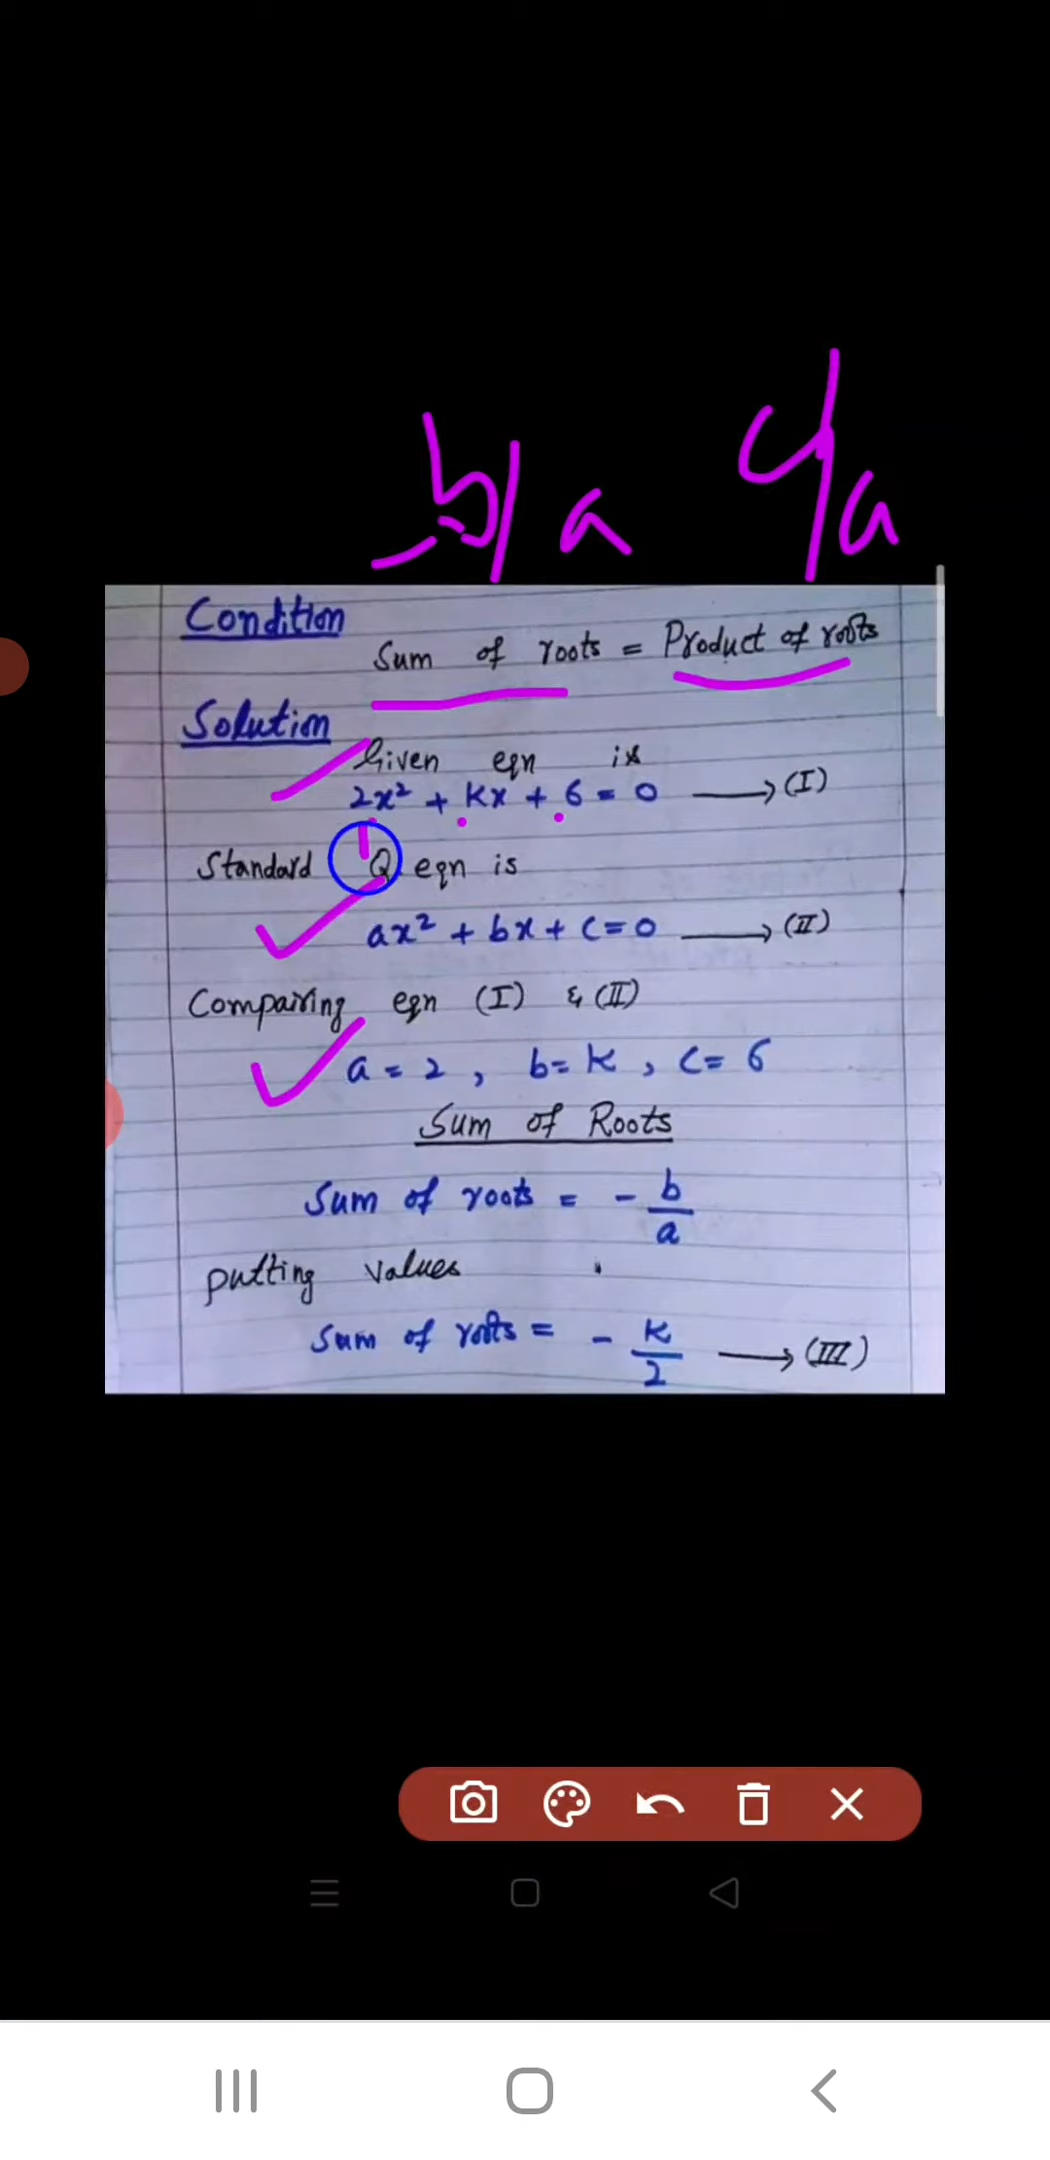 -b/a c/a
Condition
Sum of roots = Product of roots
Solution
Given eqn is
2x² + kx + 6 = 0 ⟶ (I)
Standard Q eqn is
ax² + bx + c = 0 ⟶ (II)
Comparing eqn (I) & (II)
a = 2, b = k, c = 6
Sum of Roots
Sum of roots = - b/a
putting values
Sum of roots = - k/2 ⟶ (III)